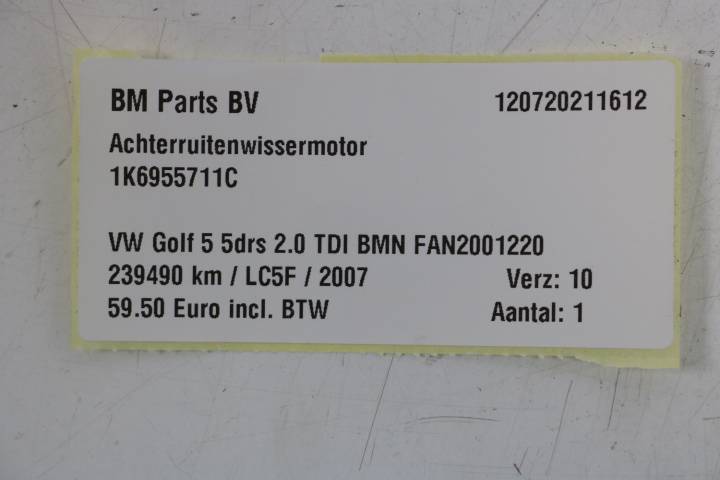 BM Parts BV 120720211612
Achterruitenwissermotor
1K6955711C
VW Golf 5 5drs 2.0 TDI BMN FAN2001220
239490 km / LC5F / 2007 Verz: 10
59.50 Euro incl. BTW Aantal: 1